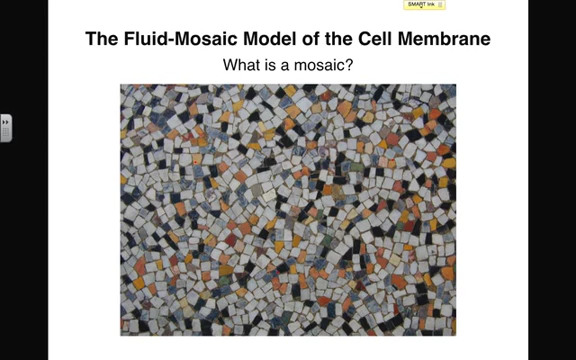 SMART Ink
The Fluid-Mosaic Model of the Cell Membrane
What is a mosaic?